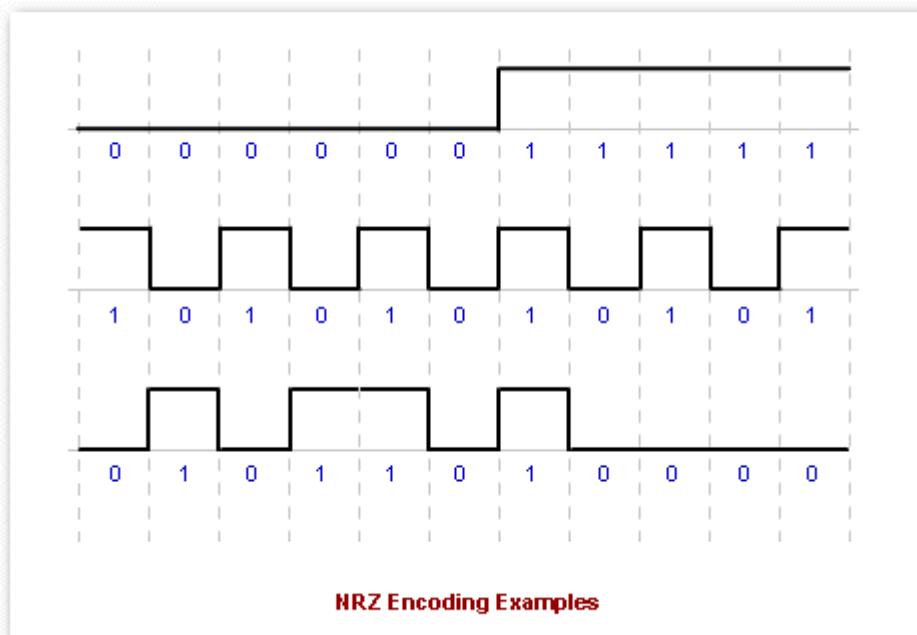 0 0 0 0 0 0 1 1 1 1 1
1 0 1 0 1 0 1 0 1 0 1
0 1 0 1 1 0 1 0 0 0 0
NRZ Encoding Examples